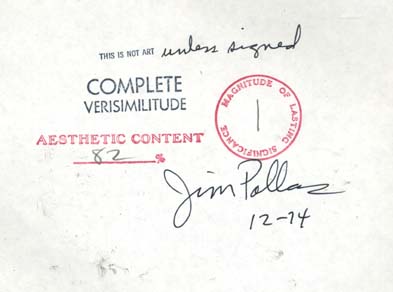 THIS IS NOT ART unless signed
COMPLETE
VERISIMILITUDE
MAGNITUDE OF LASTING SIGNIFICANCE
1
AESTHETIC CONTENT
82 %
Jim Pallas
12-74